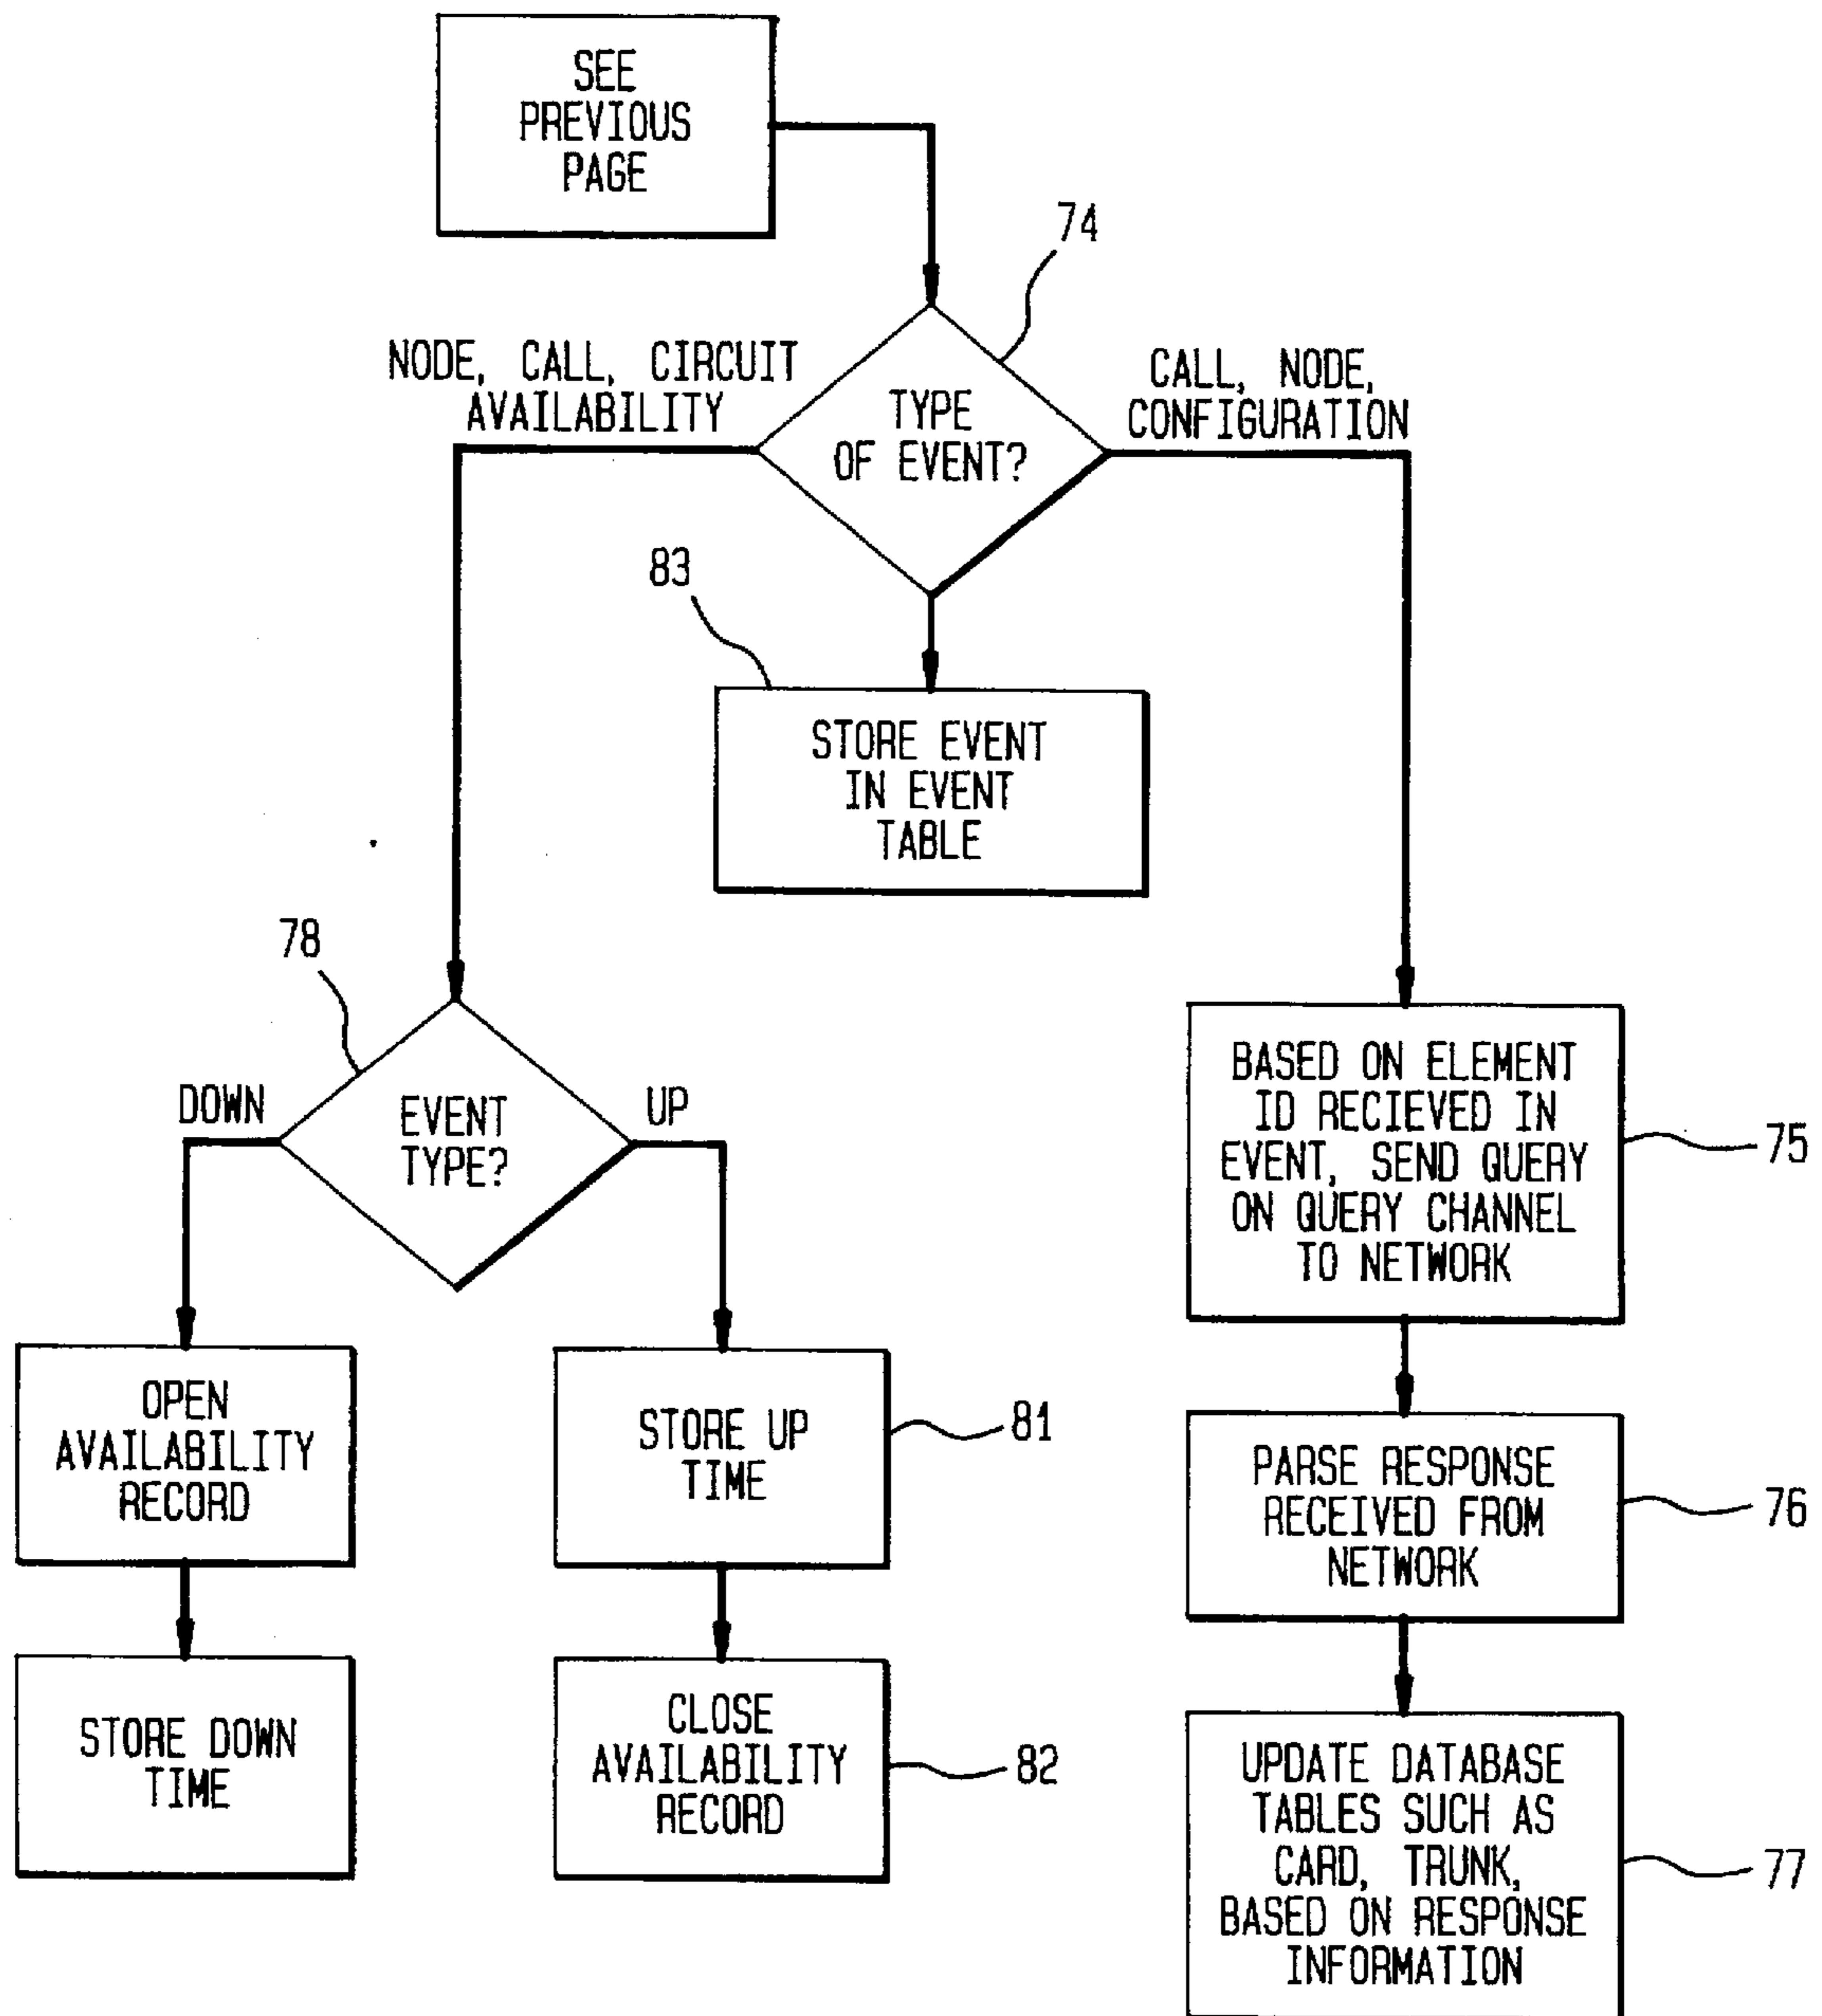 SEE
PREVIOUS
PAGE
74
NODE, CALL, CIRCUIT
AVAILABILITY
TYPE
OF EVENT?
CALL, NODE,
CONFIGURATION
83
STORE EVENT
IN EVENT
TABLE
78
DOWN
EVENT
TYPE?
UP
BASED ON ELEMENT
ID RECIEVED IN
EVENT, SEND QUERY
ON QUERY CHANNEL
TO NETWORK
75
OPEN
AVAILABILITY
RECORD
STORE UP
TIME
81
PARSE RESPONSE
RECEIVED FROM
NETWORK
76
STORE DOWN
TIME
CLOSE
AVAILABILITY
RECORD
82
UPDATE DATABASE
TABLES SUCH AS
CARD, TRUNK,
BASED ON RESPONSE
INFORMATION
77